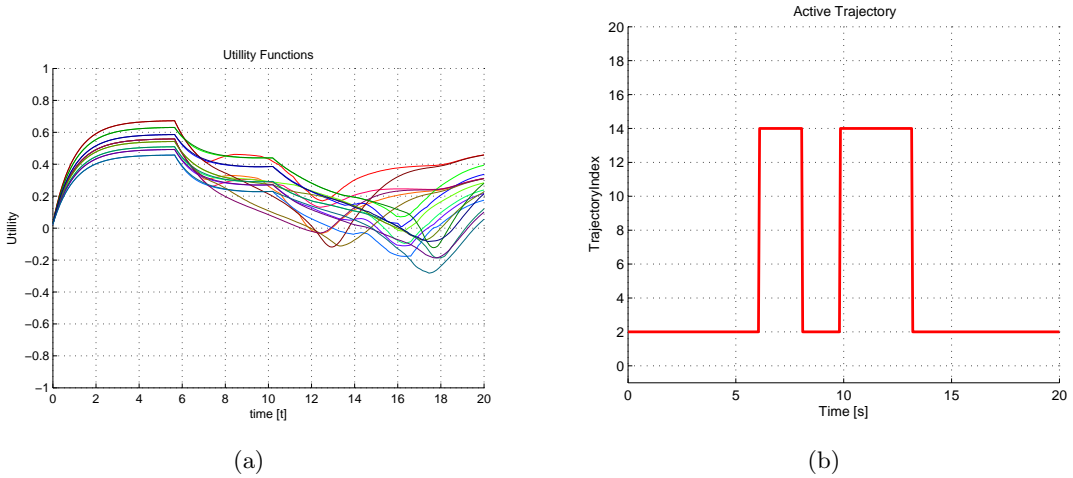 Utillity Functions
1
0.8
0.6
0.4
0.2
0
−0.2
−0.4
−0.6
−0.8
−1
Utility
0 2 4 6 8 10 12 14 16 18 20
time [t]
(a)
Active Trajectory
20
18
16
14
12
10
8
6
4
2
0
TrajectoryIndex
0 5 10 15 20
Time [s]
(b)